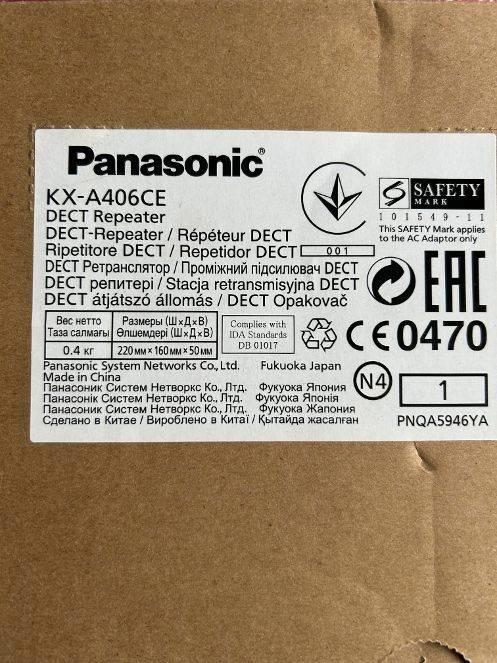 Panasonic®
KX-A406CE
DECT Repeater
DECT-Repeater / Répéteur DECT
Ripetitore DECT / Repetidor DECT 001
DECT Ретранслятор / Проміжний підсилювач DECT
DECT репитері / Stacja retransmisyjna DECT
DECT átjátszó állomás / DECT Opakovač
S SAFETY
MARK
101549-11
This SAFETY Mark applies
to the AC Adaptor only
EAC
Вес нетто Размеры (ШхДхВ)
Таза салмағы Өлшемдері (ШхДхВ)
0.4 кг 220мм × 160мм × 50мм
Complies with
IDA Standards
DB 01017
CE0470
Panasonic System Networks Co., Ltd. Fukuoka Japan
Made in China
Панасоник Систем Нетворкс Ко., Лтд. Фукуока Япония
Панасонік Систем Нетворкс Ко., Лтд. Фукуока Японія
Панасоник Систем Нетворкс Ко., Лтд. Фукуока Жапония
Сделано в Китае / Вироблено в Китаї / Қытайда жасалған
N4
1
PNQA5946YA